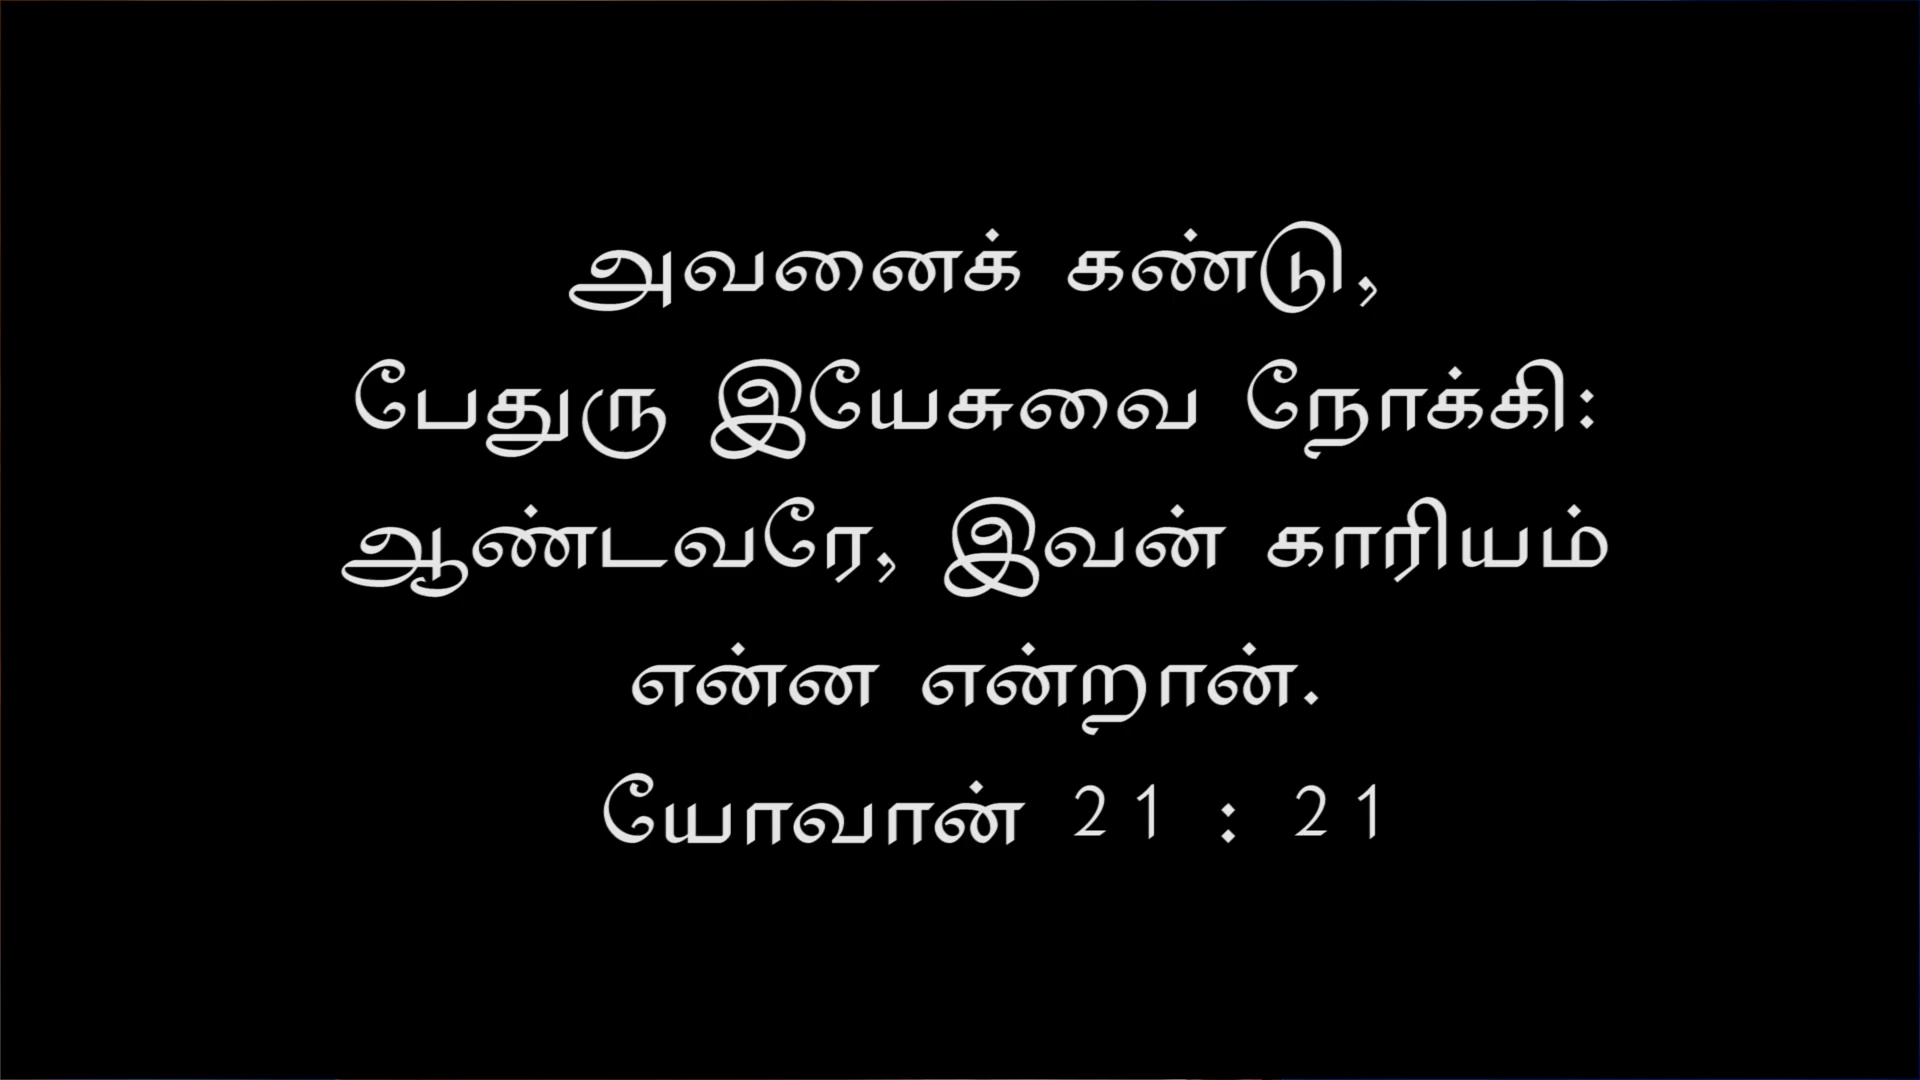 அவனைக் கண்டு,
பேதுரு இயேசுவை நோக்கி:
ஆண்டவரே, இவன் காரியம்
என்ன என்றான்.
யோவான் 21 : 21